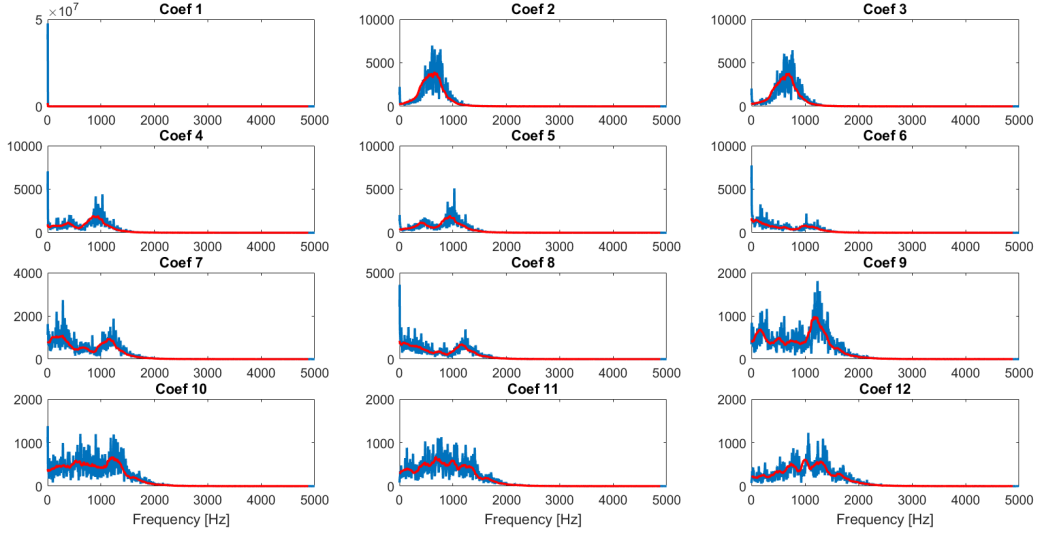 Coef 1 Coef 2 Coef 3
×10^7
5 10000 10000
5000 5000
0 0 0
0 1000 2000 3000 4000 5000 0 1000 2000 3000 4000 5000 0 1000 2000 3000 4000 5000
Coef 4 Coef 5 Coef 6
10000 10000 10000
5000 5000 5000
0 0 0
0 1000 2000 3000 4000 5000 0 1000 2000 3000 4000 5000 0 1000 2000 3000 4000 5000
Coef 7 Coef 8 Coef 9
4000 5000 2000
2000 1000
0 0 0
0 1000 2000 3000 4000 5000 0 1000 2000 3000 4000 5000 0 1000 2000 3000 4000 5000
Coef 10 Coef 11 Coef 12
2000 2000 2000
1000 1000 1000
0 0 0
0 1000 2000 3000 4000 5000 0 1000 2000 3000 4000 5000 0 1000 2000 3000 4000 5000
Frequency [Hz] Frequency [Hz] Frequency [Hz]